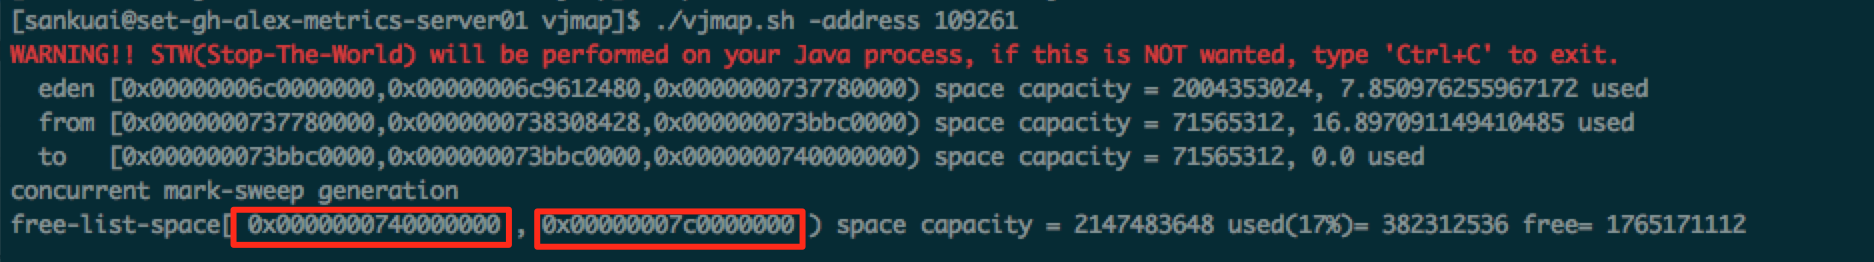 [sankuai@set-gh-alex-metrics-server01 vjmap]$ ./vjmap.sh -address 109261
WARNING!! STW(Stop-The-World) will be performed on your Java process, if this is NOT wanted, type 'Ctrl+C' to exit.
eden [0x00000006c0000000,0x00000006c9612480,0x0000000737780000) space capacity = 2004353024, 7.850976255967172 used
from [0x0000000737780000,0x0000000738308428,0x000000073bbc0000) space capacity = 71565312, 16.897091149410485 used
to [0x000000073bbc0000,0x000000073bbc0000,0x0000000740000000) space capacity = 71565312, 0.0 used
concurrent mark-sweep generation
free-list-space[ 0x0000000740000000 , 0x00000007c0000000 ) space capacity = 2147483648 used(17%)= 382312536 free= 1765171112